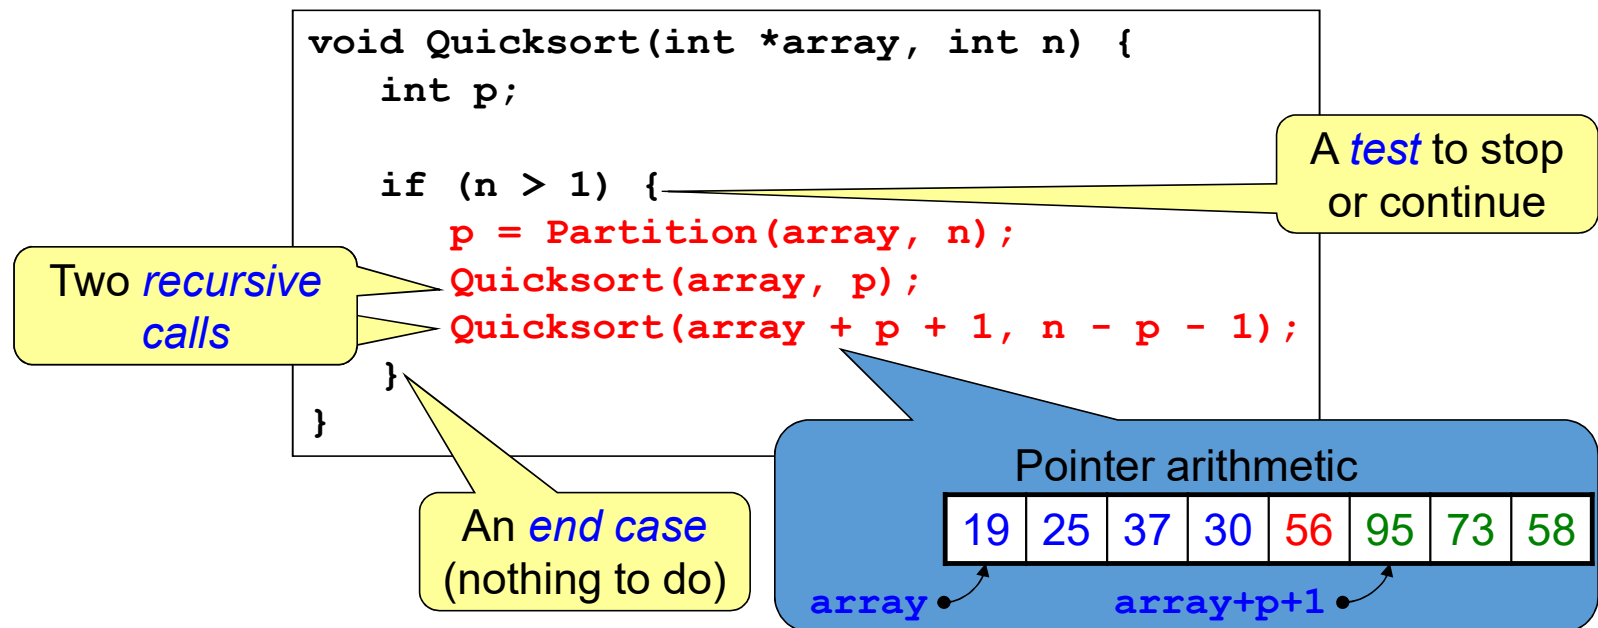 void Quicksort(int *array, int n) {
int p;
if (n > 1) {
p = Partition(array, n);
Quicksort(array, p);
Quicksort(array + p + 1, n - p - 1);
}
}
A test to stop
or continue
Two recursive
calls
An end case
(nothing to do)
Pointer arithmetic
19 25 37 30 56 95 73 58
array array+p+1